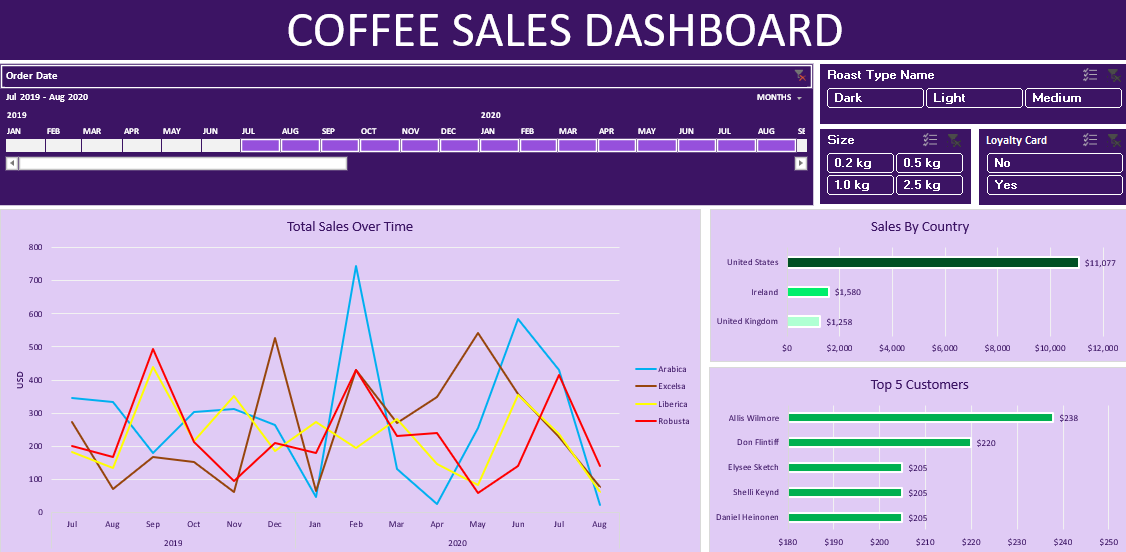 COFFEE SALES DASHBOARD
Order Date
Jul 2019 - Aug 2020 MONTHS
2019 2020
JAN FEB MAR APR MAY JUN JUL AUG SEP OCT NOV DEC JAN FEB MAR APR MAY JUN JUL AUG
Roast Type Name
Dark Light Medium
Size
0.2 kg 0.5 kg
1.0 kg 2.5 kg
Loyalty Card
No
Yes
Total Sales Over Time
800
700
600
500
400
300
200
100
0
USD
Jul Aug Sep Oct Nov Dec Jan Feb Mar Apr May Jun Jul Aug
2019 2020
Arabica
Excelsa
Liberica
Robusta
Sales By Country
United States $11,077
Ireland $1,580
United Kingdom $1,258
$0 $2,000 $4,000 $6,000 $8,000 $10,000 $12,000
Top 5 Customers
Allis Wilmore $238
Don Flintiff $220
Elysee Sketch $205
Shelli Keynd $205
Daniel Heinonen $205
$180 $190 $200 $210 $220 $230 $240 $250